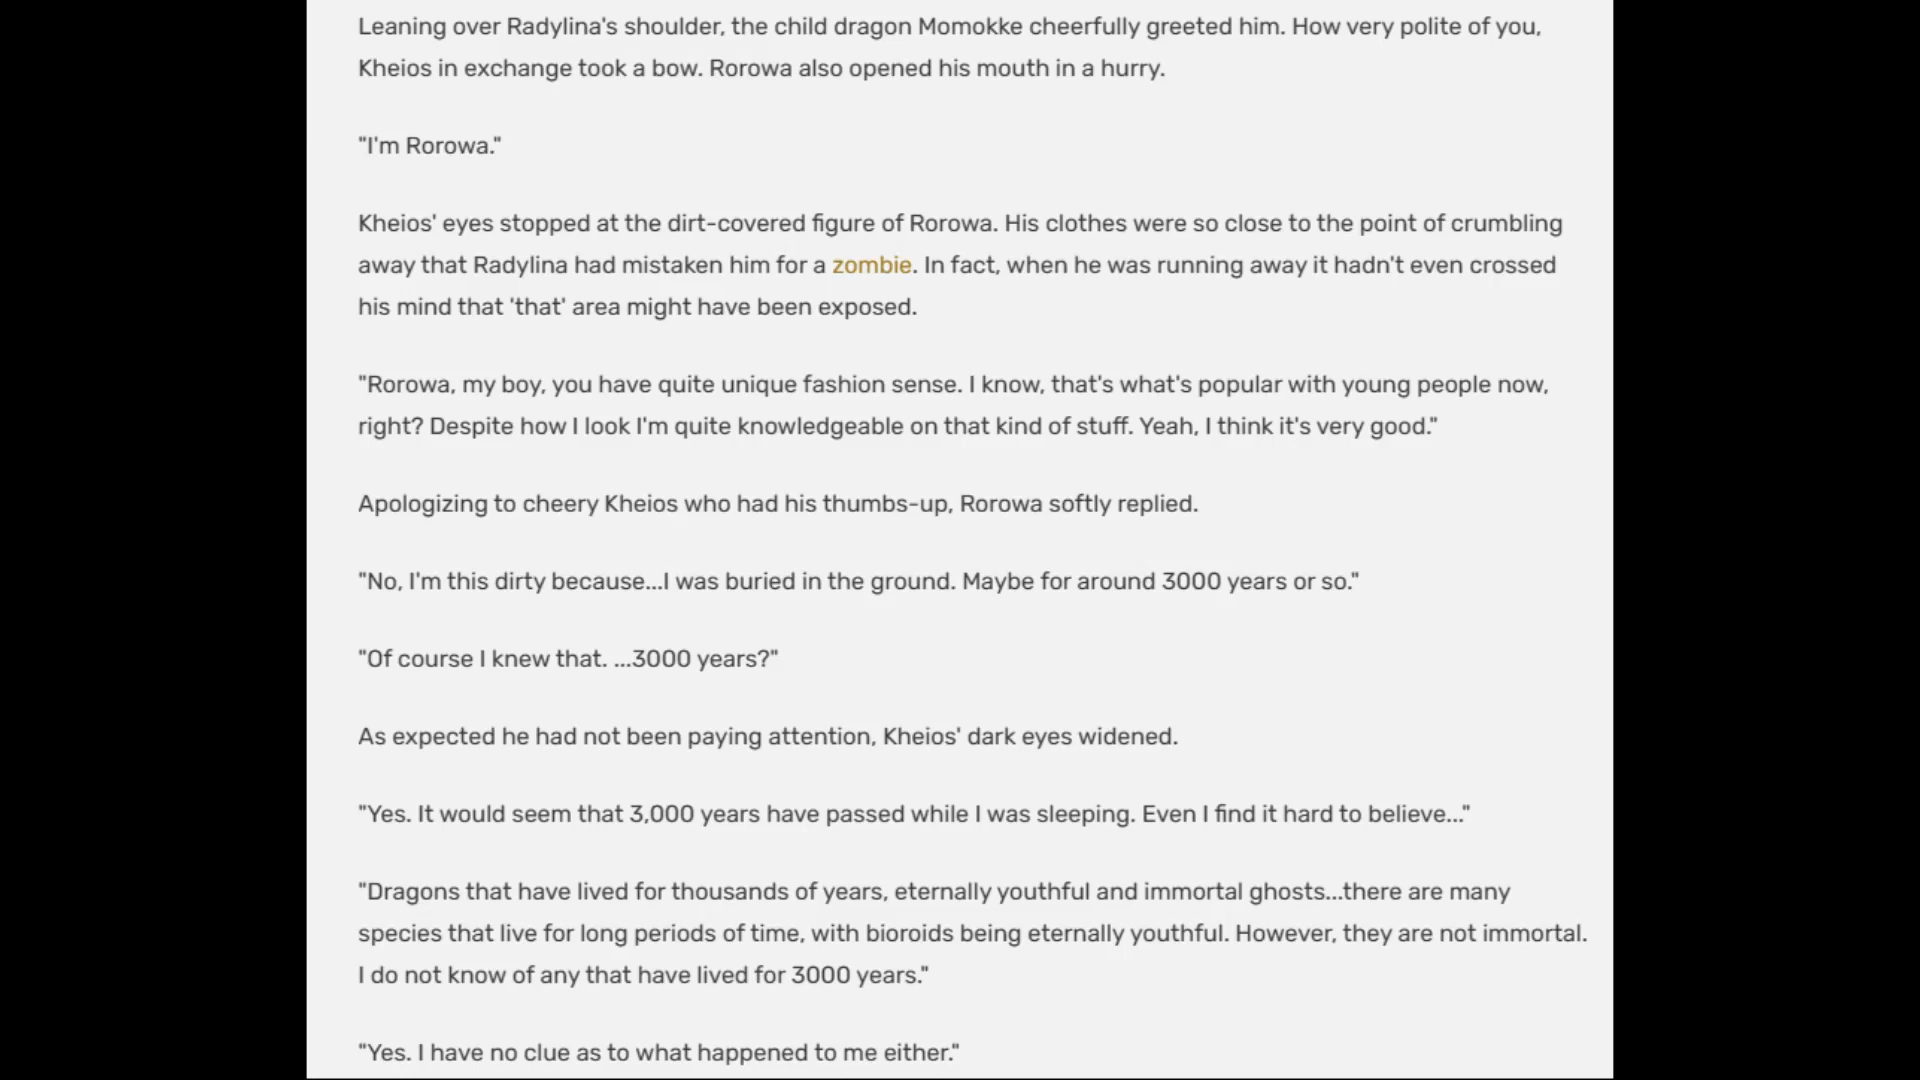 Leaning over Radylina's shoulder, the child dragon Momokke cheerfully greeted him. How very polite of you,
Kheios in exchange took a bow. Rorowa also opened his mouth in a hurry.
"I'm Rorowa."
Kheios' eyes stopped at the dirt-covered figure of Rorowa. His clothes were so close to the point of crumbling
away that Radylina had mistaken him for a zombie. In fact, when he was running away it hadn't even crossed
his mind that 'that' area might have been exposed.
"Rorowa, my boy, you have quite unique fashion sense. I know, that's what's popular with young people now,
right? Despite how I look I'm quite knowledgeable on that kind of stuff. Yeah, I think it's very good."
Apologizing to cheery Kheios who had his thumbs-up, Rorowa softly replied.
"No, I'm this dirty because...I was buried in the ground. Maybe for around 3000 years or so."
"Of course I knew that. ...3000 years?"
As expected he had not been paying attention, Kheios' dark eyes widened.
"Yes. It would seem that 3,000 years have passed while I was sleeping. Even I find it hard to believe..."
"Dragons that have lived for thousands of years, eternally youthful and immortal ghosts...there are many
species that live for long periods of time, with bioroids being eternally youthful. However, they are not immortal.
I do not know of any that have lived for 3000 years."
"Yes. I have no clue as to what happened to me either."